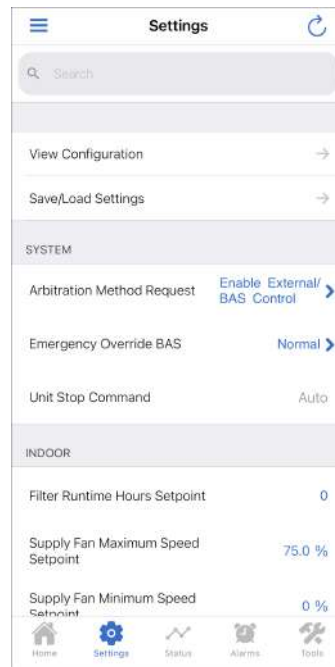 Settings
Search
View Configuration
Save/Load Settings
SYSTEM
Arbitration Method Request
Enable External/
BAS Control
Emergency Override BAS
Normal
Unit Stop Command
Auto
INDOOR
Filter Runtime Hours Setpoint
0
Supply Fan Maximum Speed
Setpoint
75.0 %
Supply Fan Minimum Speed
Setpoint
0 %
Home
Settings
Status
Alarms
Tools